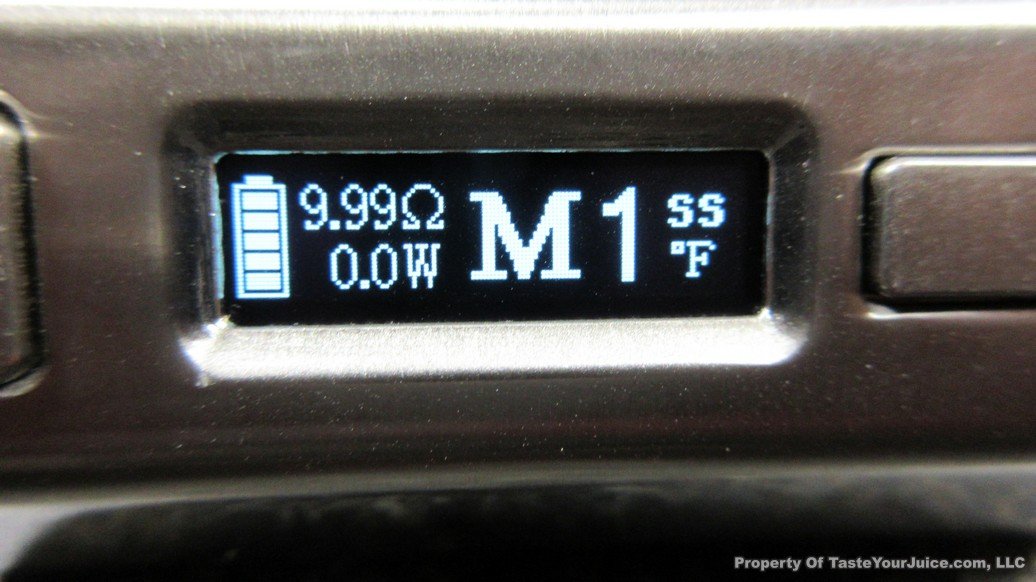 9.99Ω
0.0W
M1
SS
°F
Property Of TasteYourJuice.com, LLC